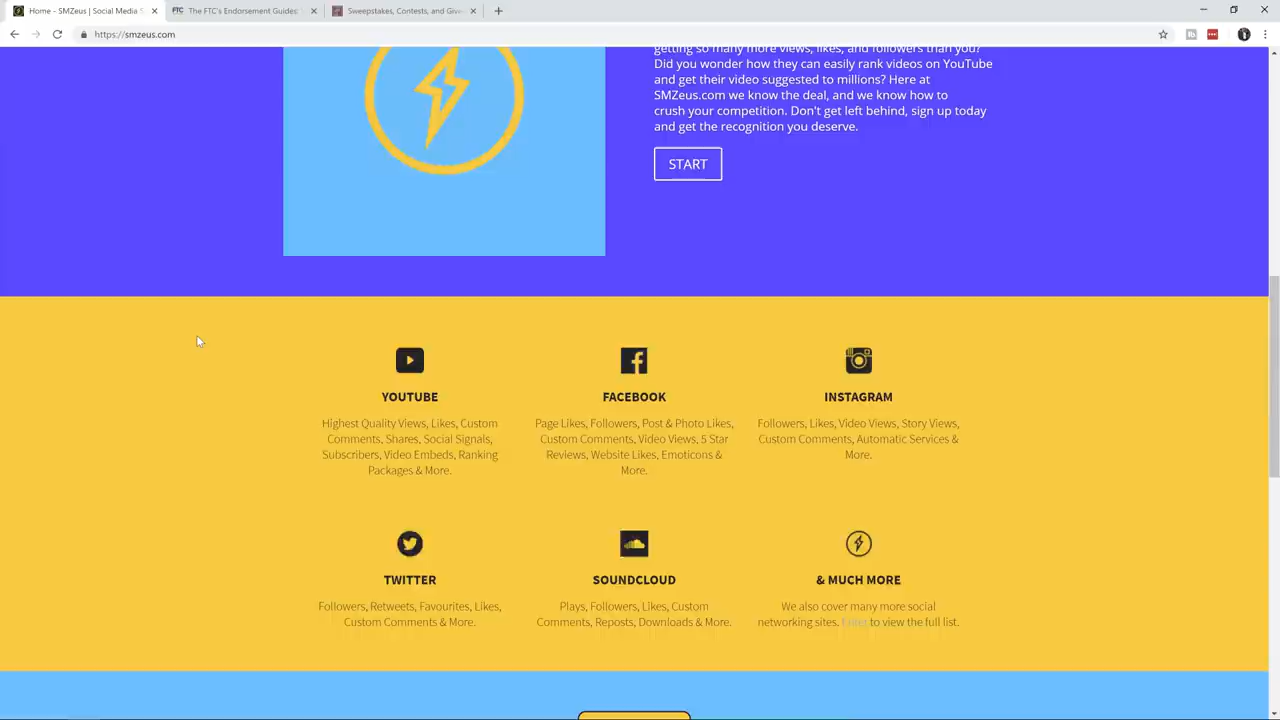 Home - SMZeus | Social Media S
The FTC's Endorsement Guides:
Sweepstakes, Contests, and Give
https://smzeus.com
getting so many more views, likes, and followers than you?
Did you wonder how they can easily rank videos on YouTube
and get their video suggested to millions? Here at
SMZeus.com we know the deal, and we know how to
crush your competition. Don't get left behind, sign up today
and get the recognition you deserve.
START
YOUTUBE
Highest Quality Views, Likes, Custom
Comments, Shares, Social Signals,
Subscribers, Video Embeds, Ranking
Packages & More.
FACEBOOK
Page Likes, Followers, Post & Photo Likes,
Custom Comments, Video Views, 5 Star
Reviews, Website Likes, Emoticons &
More.
INSTAGRAM
Followers, Likes, Video Views, Story Views,
Custom Comments, Automatic Services &
More.
TWITTER
Followers, Retweets, Favourites, Likes,
Custom Comments & More.
SOUNDCLOUD
Plays, Followers, Likes, Custom
Comments, Reposts, Downloads & More.
& MUCH MORE
We also cover many more social
networking sites. Enter to view the full list.